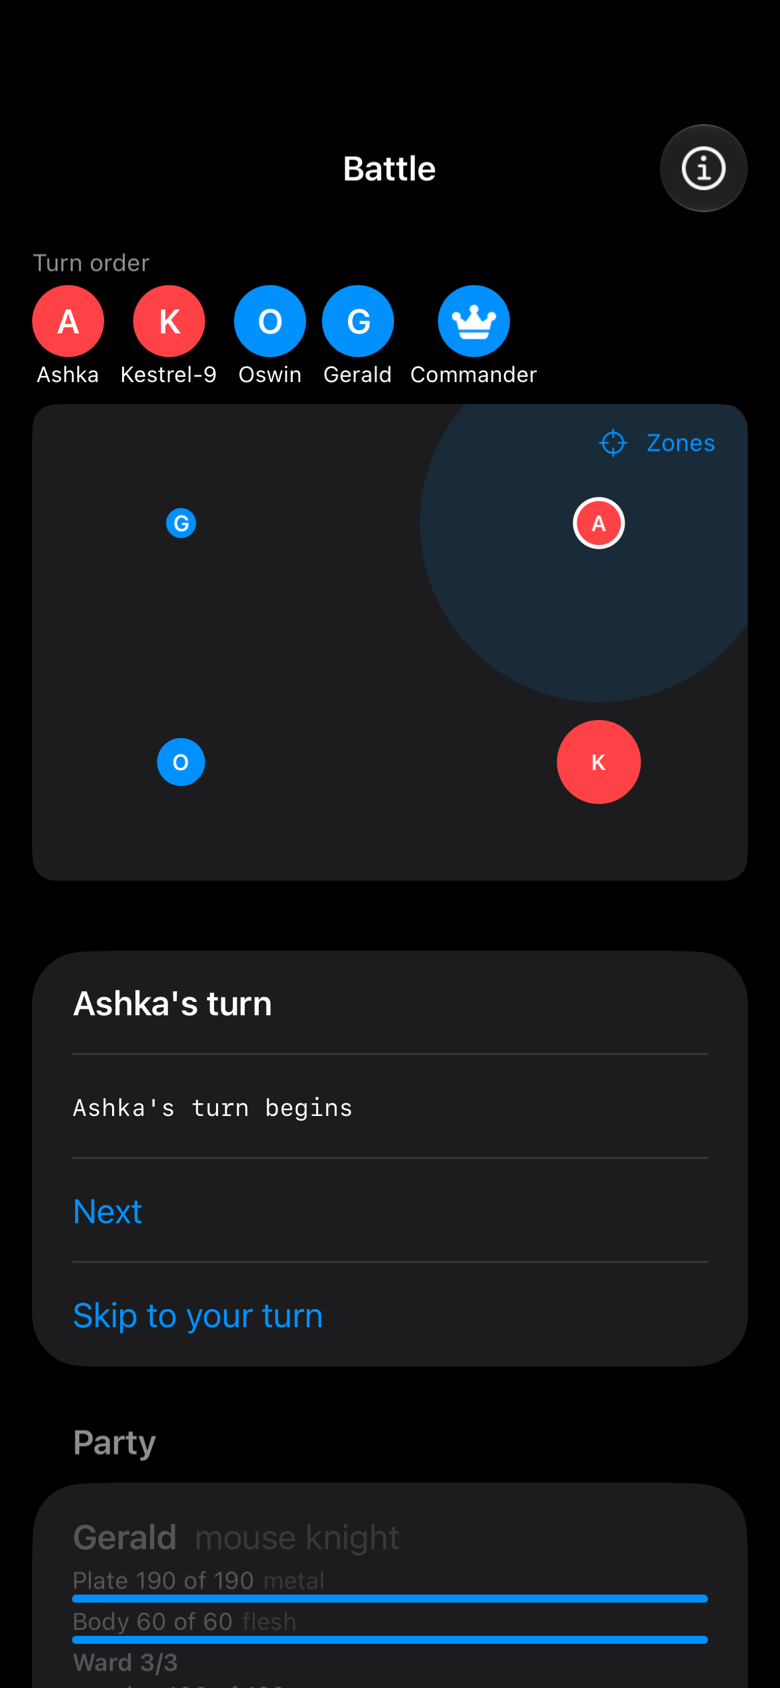 Battle
Turn order
A K O G
Ashka Kestrel-9 Oswin Gerald Commander
Zones
G A
O K
Ashka's turn
Ashka's turn begins
Next
Skip to your turn
Party
Gerald mouse knight
Plate 190 of 190 metal
Body 60 of 60 flesh
Ward 3/3